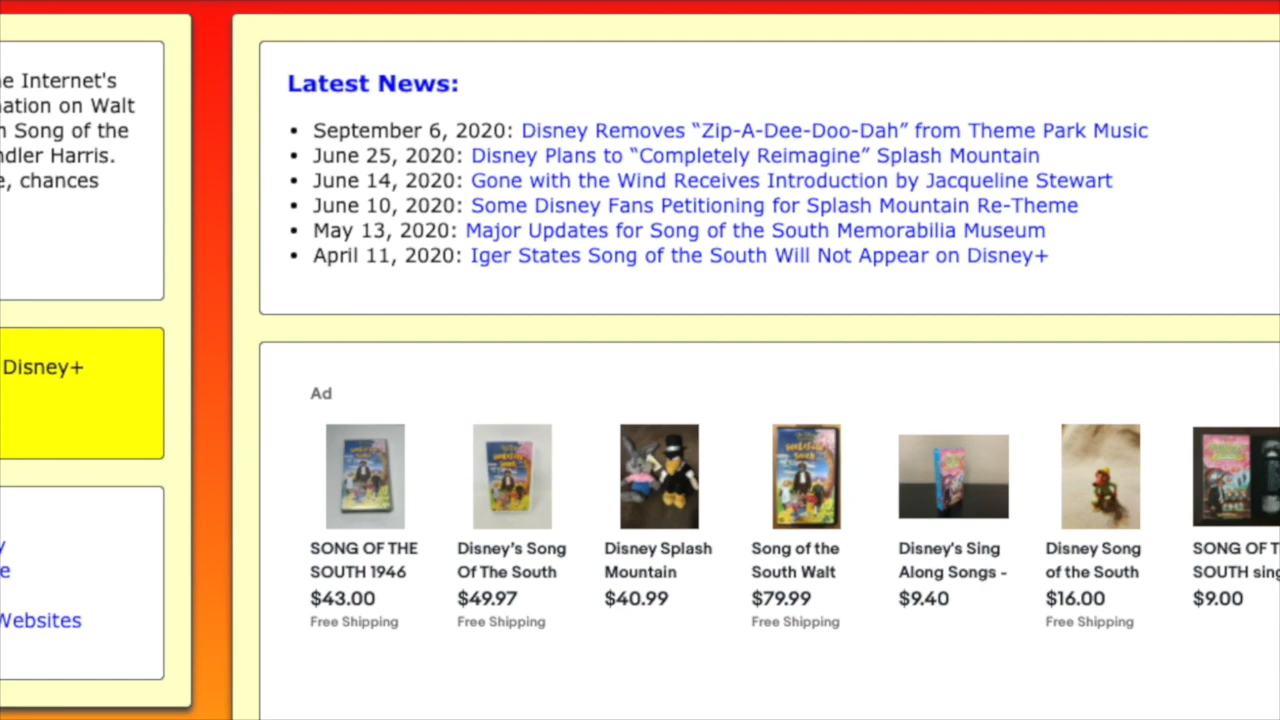 e Internet's
ation on Walt
Song of the
ndler Harris.
e, chances
Disney+
e
Websites
Latest News:
• September 6, 2020: Disney Removes “Zip-A-Dee-Doo-Dah” from Theme Park Music
• June 25, 2020: Disney Plans to “Completely Reimagine” Splash Mountain
• June 14, 2020: Gone with the Wind Receives Introduction by Jacqueline Stewart
• June 10, 2020: Some Disney Fans Petitioning for Splash Mountain Re-Theme
• May 13, 2020: Major Updates for Song of the South Memorabilia Museum
• April 11, 2020: Iger States Song of the South Will Not Appear on Disney+
Ad
SONG OF THE
SOUTH 1946
$43.00
Free Shipping
Disney's Song
Of The South
$49.97
Free Shipping
Disney Splash
Mountain
$40.99
Song of the
South Walt
$79.99
Free Shipping
Disney's Sing
Along Songs -
$9.40
Disney Song
of the South
$16.00
Free Shipping
SONG OF T
SOUTH sing
$9.00